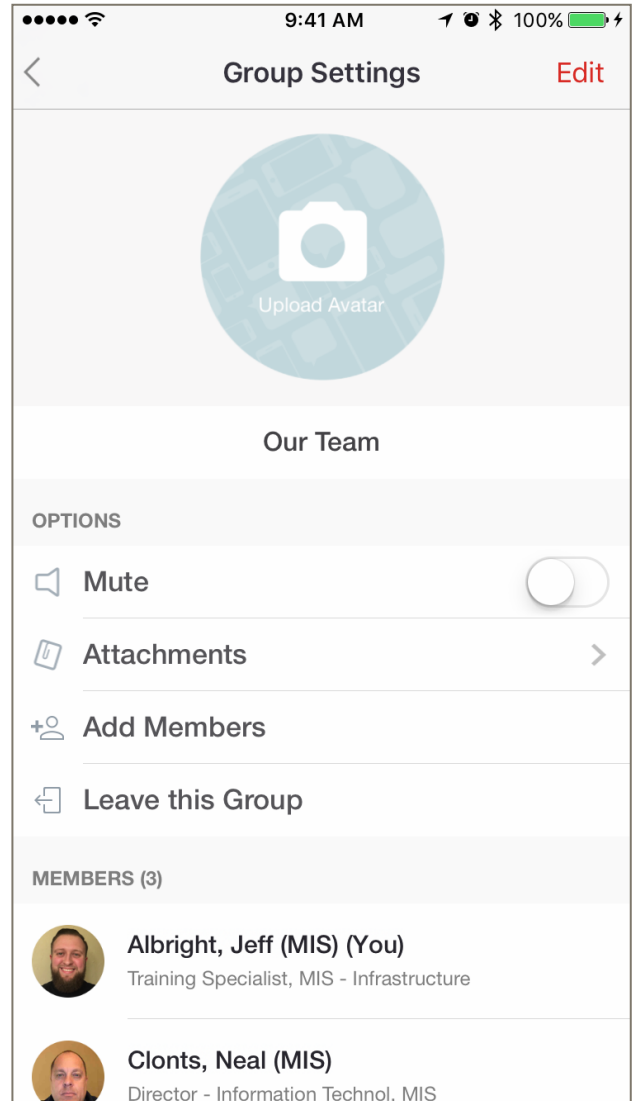 9:41 AM 100%
Group Settings Edit
Upload Avatar
Our Team
OPTIONS
Mute
Attachments
Add Members
Leave this Group
MEMBERS (3)
Albright, Jeff (MIS) (You)
Training Specialist, MIS - Infrastructure
Clonts, Neal (MIS)
Director - Information Technol, MIS